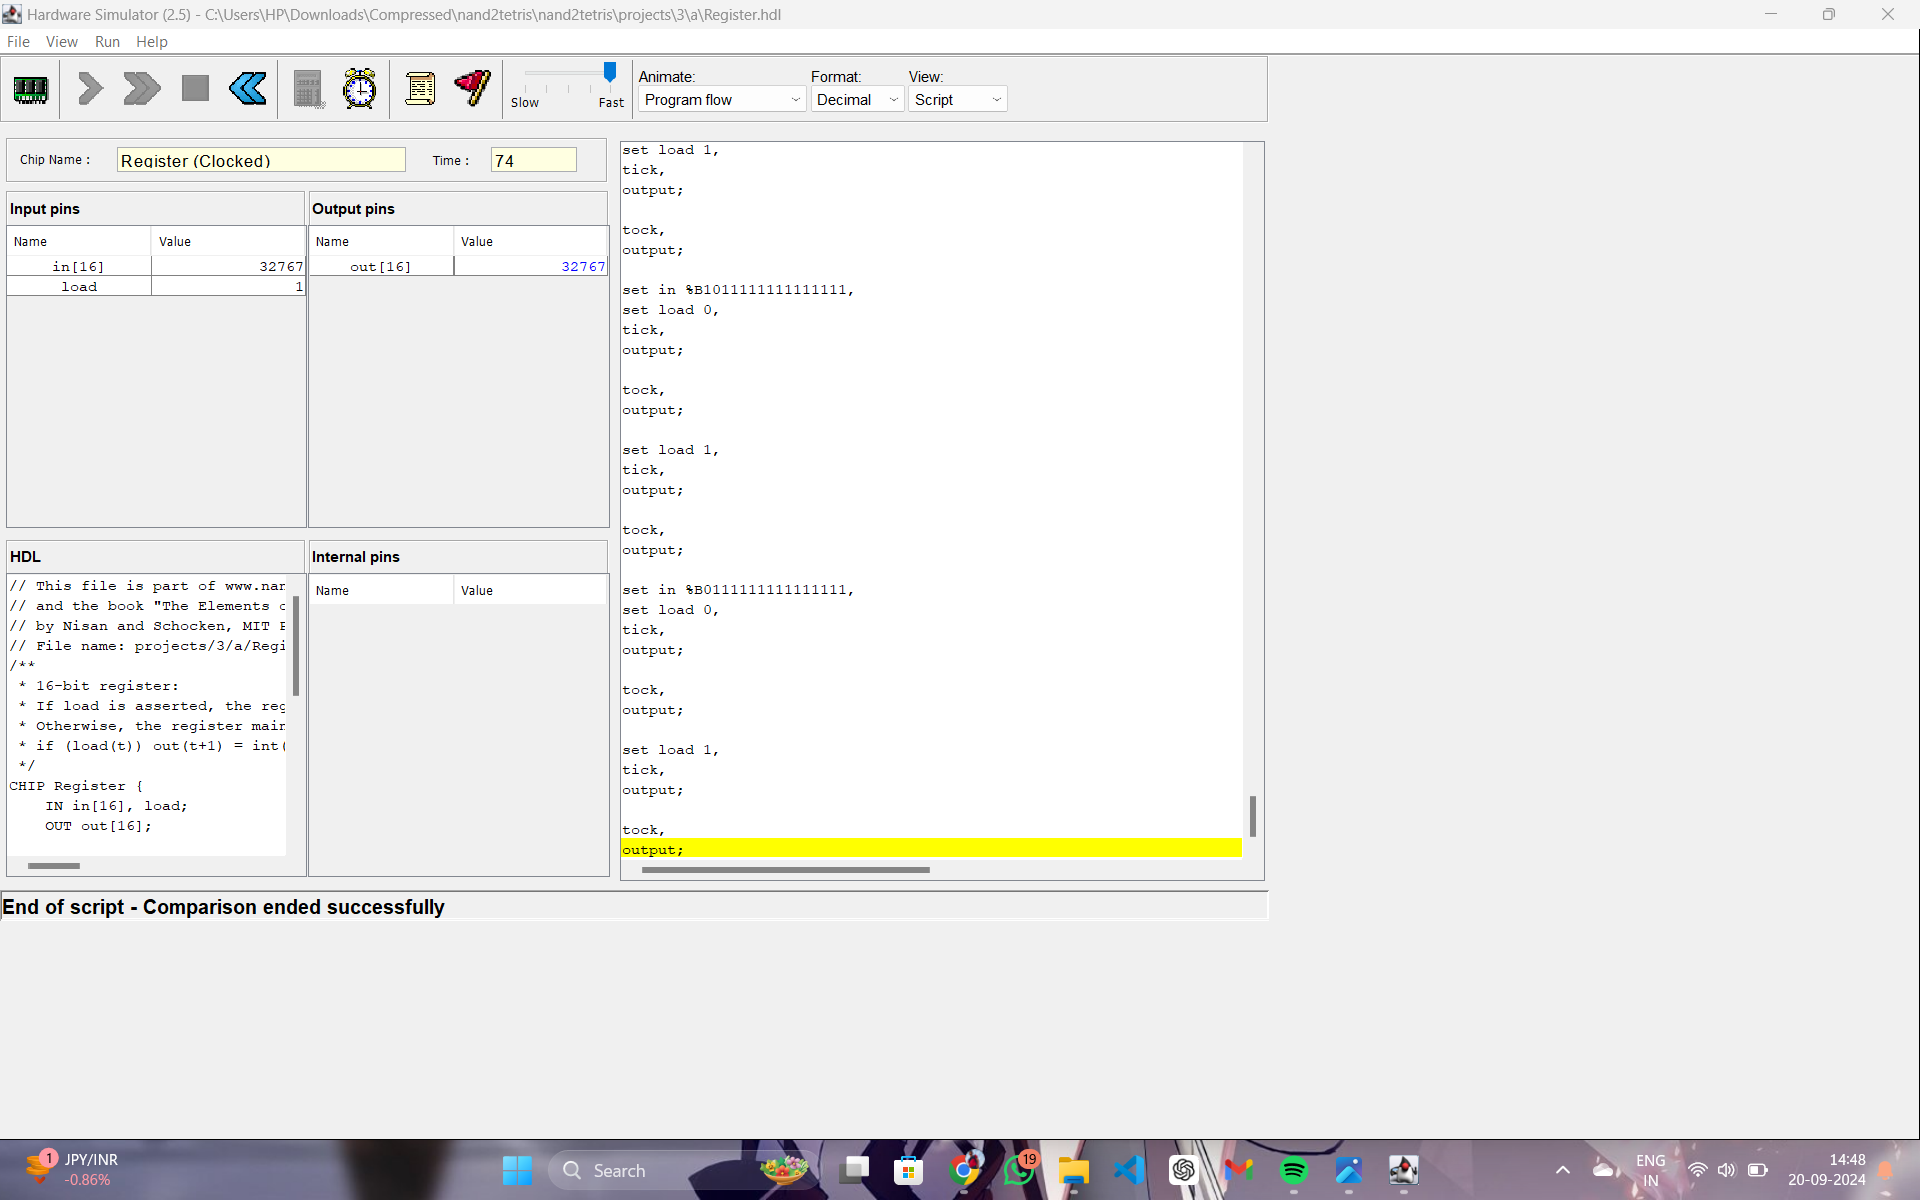 Hardware Simulator (2.5) - C:\Users\HP\Downloads\Compressed\nand2tetris\nand2tetris\projects\3\a\Register.hdl
File View Run Help
Slow Fast
Animate: Format: View:
Program flow Decimal Script
Chip Name : Register (Clocked) Time : 74
Input pins
Name Value
in[16] 32767
load 1
Output pins
Name Value
out[16] 32767
HDL
// This file is part of www.nan
// and the book "The Elements o
// by Nisan and Schocken, MIT P
// File name: projects/3/a/Regi
/**
* 16-bit register:
* If load is asserted, the reg
* Otherwise, the register main
* if (load(t)) out(t+1) = int(
*/
CHIP Register {
IN in[16], load;
OUT out[16];
Internal pins
Name Value
set load 1,
tick,
output;
tock,
output;
set in %B1011111111111111,
set load 0,
tick,
output;
tock,
output;
set load 1,
tick,
output;
tock,
output;
set in %B0111111111111111,
set load 0,
tick,
output;
tock,
output;
set load 1,
tick,
output;
tock,
output;
End of script - Comparison ended successfully
1
JPY/INR
-0.86%
Search
19
ENG
IN
14:48
20-09-2024